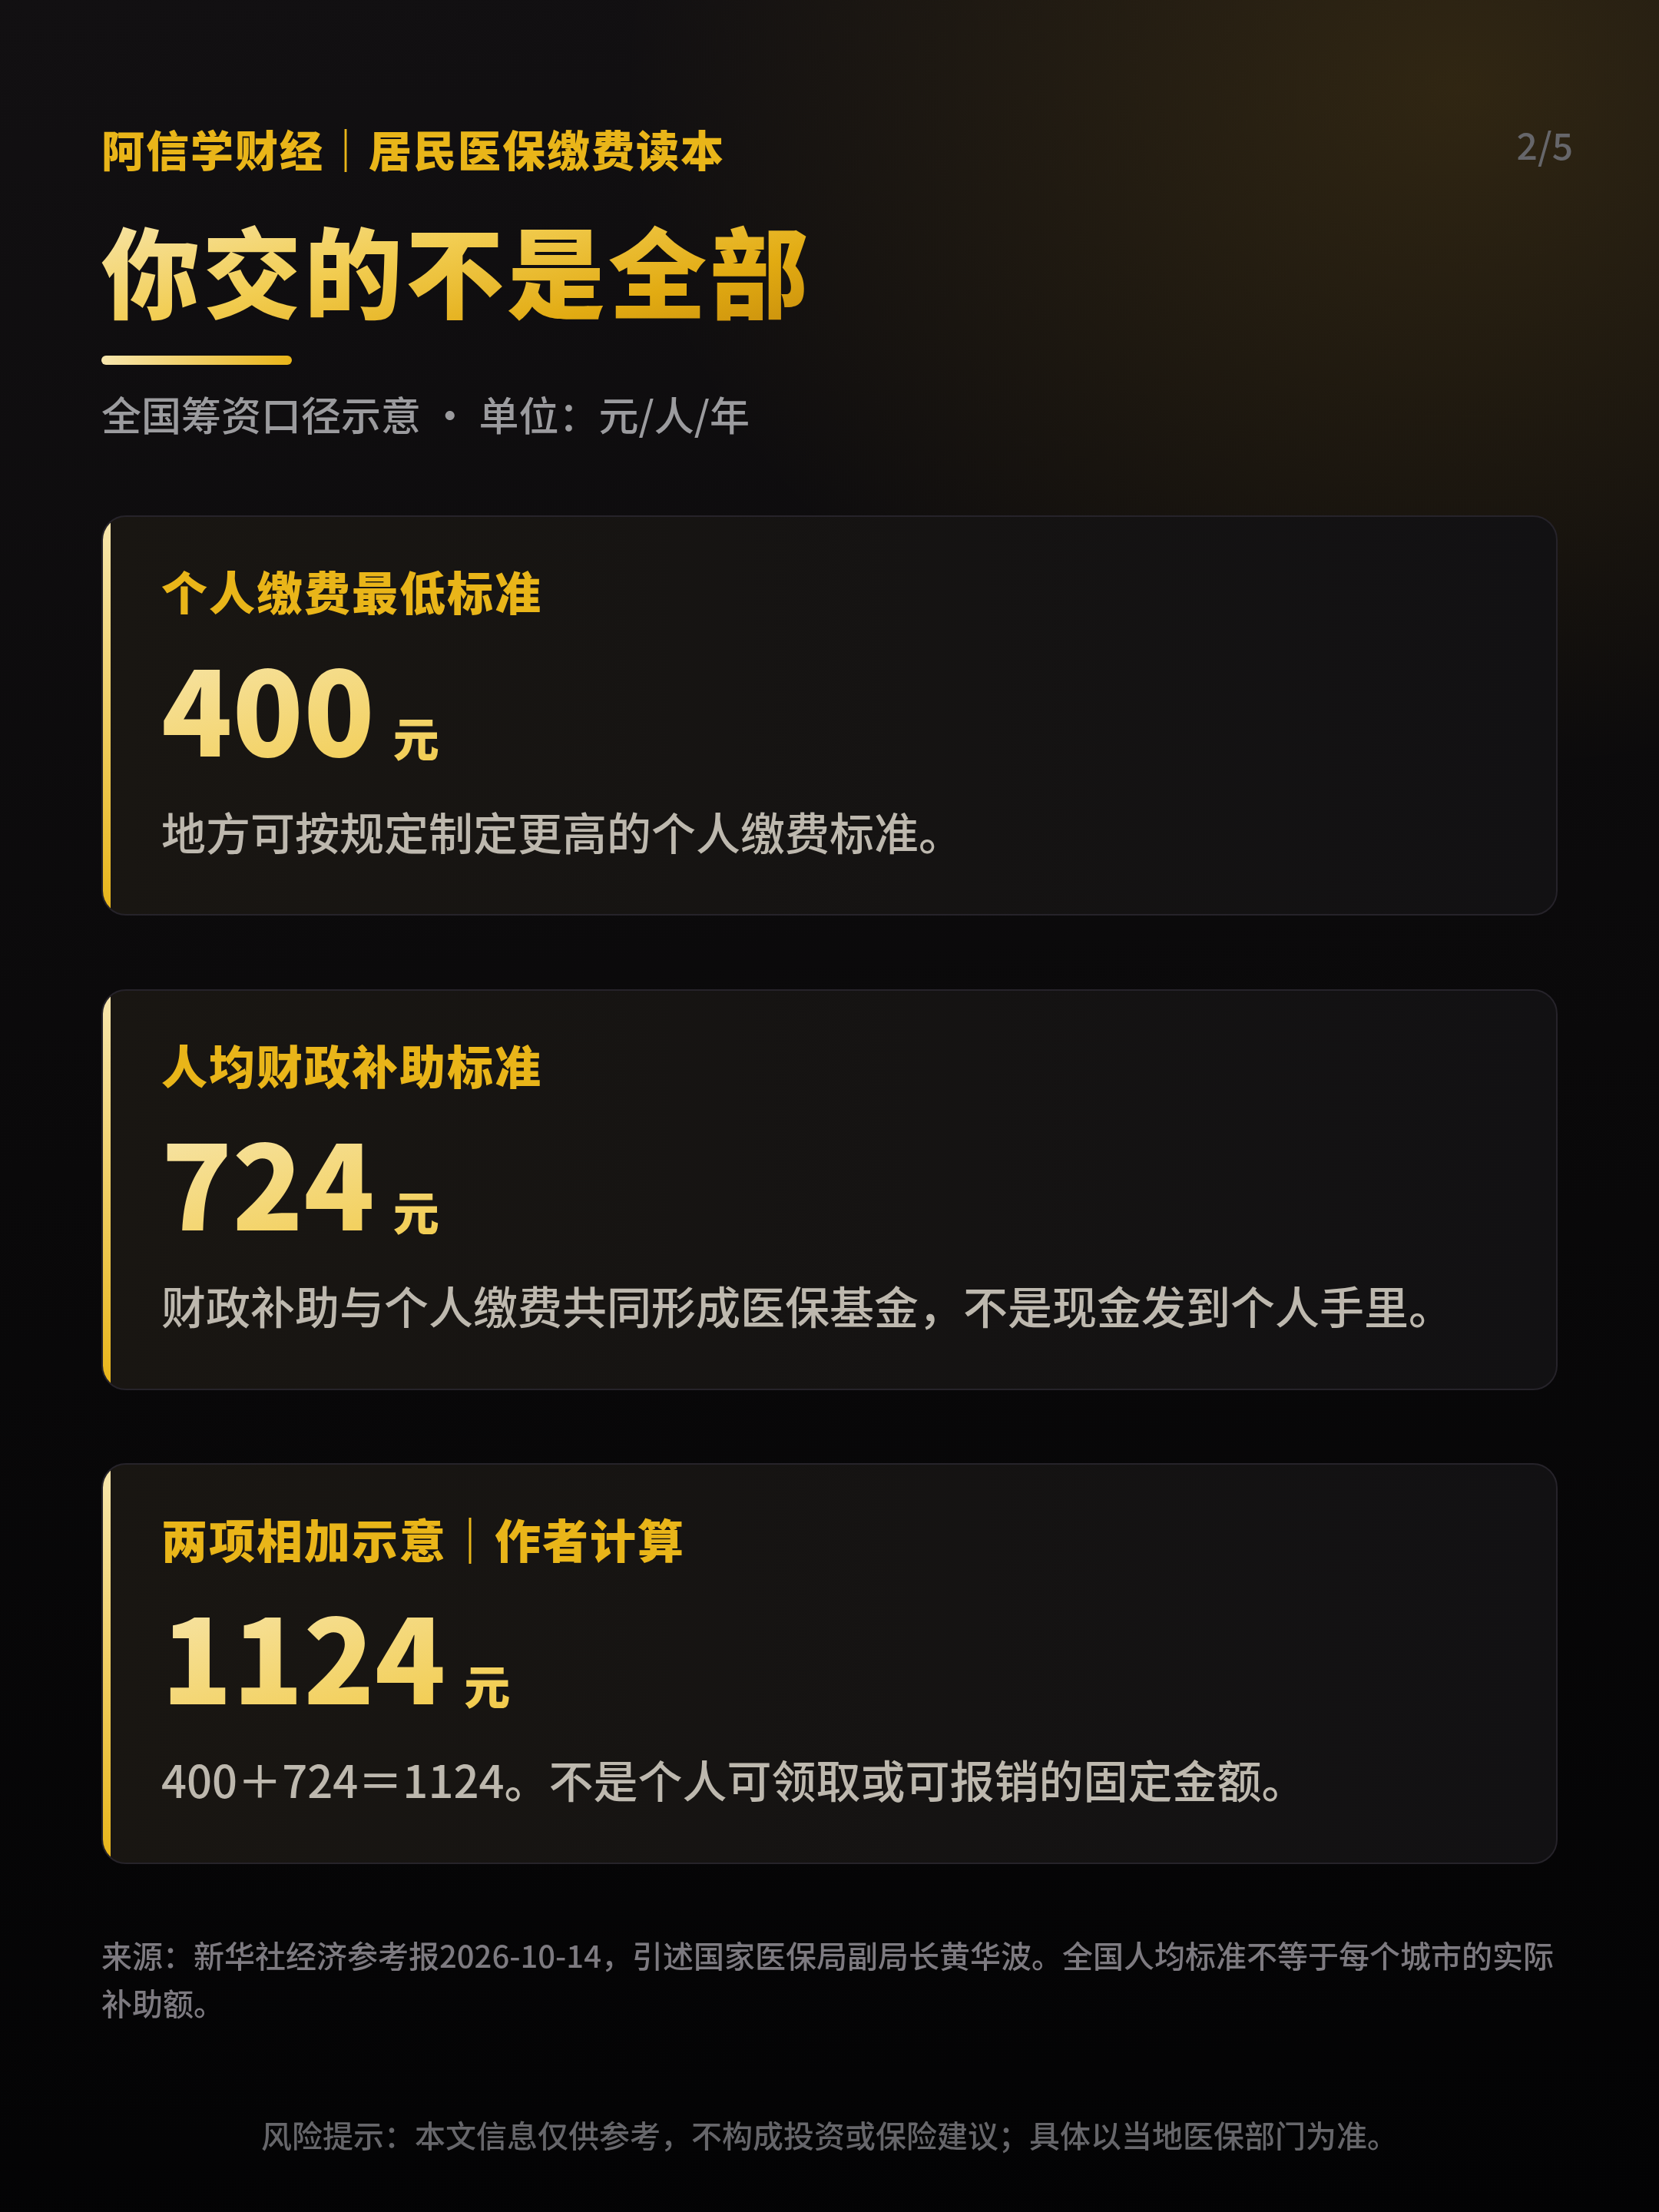 阿信学财经｜居民医保缴费读本
2/5
你交的不是全部
全国筹资口径示意 · 单位：元/人/年
个人缴费最低标准
400 元
地方可按规定制定更高的个人缴费标准。
人均财政补助标准
724 元
财政补助与个人缴费共同形成医保基金，不是现金发到个人手里。
两项相加示意｜作者计算
1124 元
400＋724＝1124。不是个人可领取或可报销的固定金额。
来源：新华社经济参考报2026-10-14，引述国家医保局副局长黄华波。全国人均标准不等于每个城市的实际
补助额。
风险提示：本文信息仅供参考，不构成投资或保险建议；具体以当地医保部门为准。